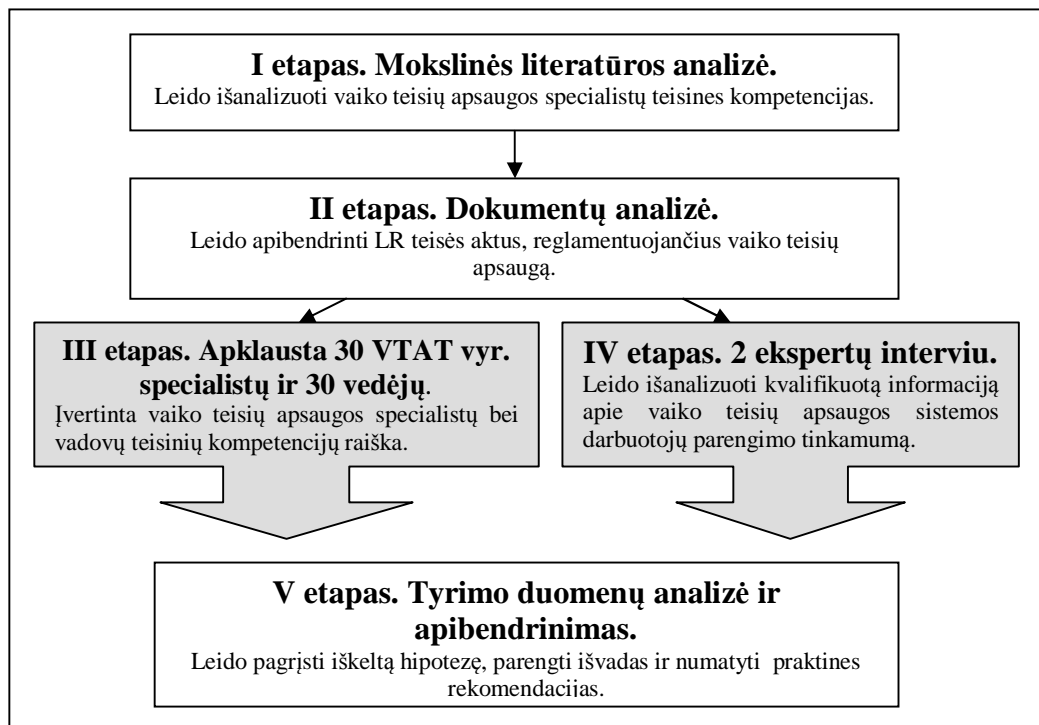 I etapas. Mokslinės literatūros analizė.
Leido išanalizuoti vaiko teisių apsaugos specialistų teisines kompetencijas.
II etapas. Dokumentų analizė.
Leido apibendrinti LR teisės aktus, reglamentuojančius vaiko teisių
apsaugą.
III etapas. Apklausta 30 VTAT vyr.
specialistų ir 30 vedėjų.
Įvertinta vaiko teisių apsaugos specialistų bei
vadovų teisinių kompetencijų raiška.
IV etapas. 2 ekspertų interviu.
Leido išanalizuoti kvalifikuotą informaciją
apie vaiko teisių apsaugos sistemos
darbuotojų parengimo tinkamumą.
V etapas. Tyrimo duomenų analizė ir
apibendrinimas.
Leido pagrįsti iškeltą hipotezę, parengti išvadas ir numatyti praktines
rekomendacijas.